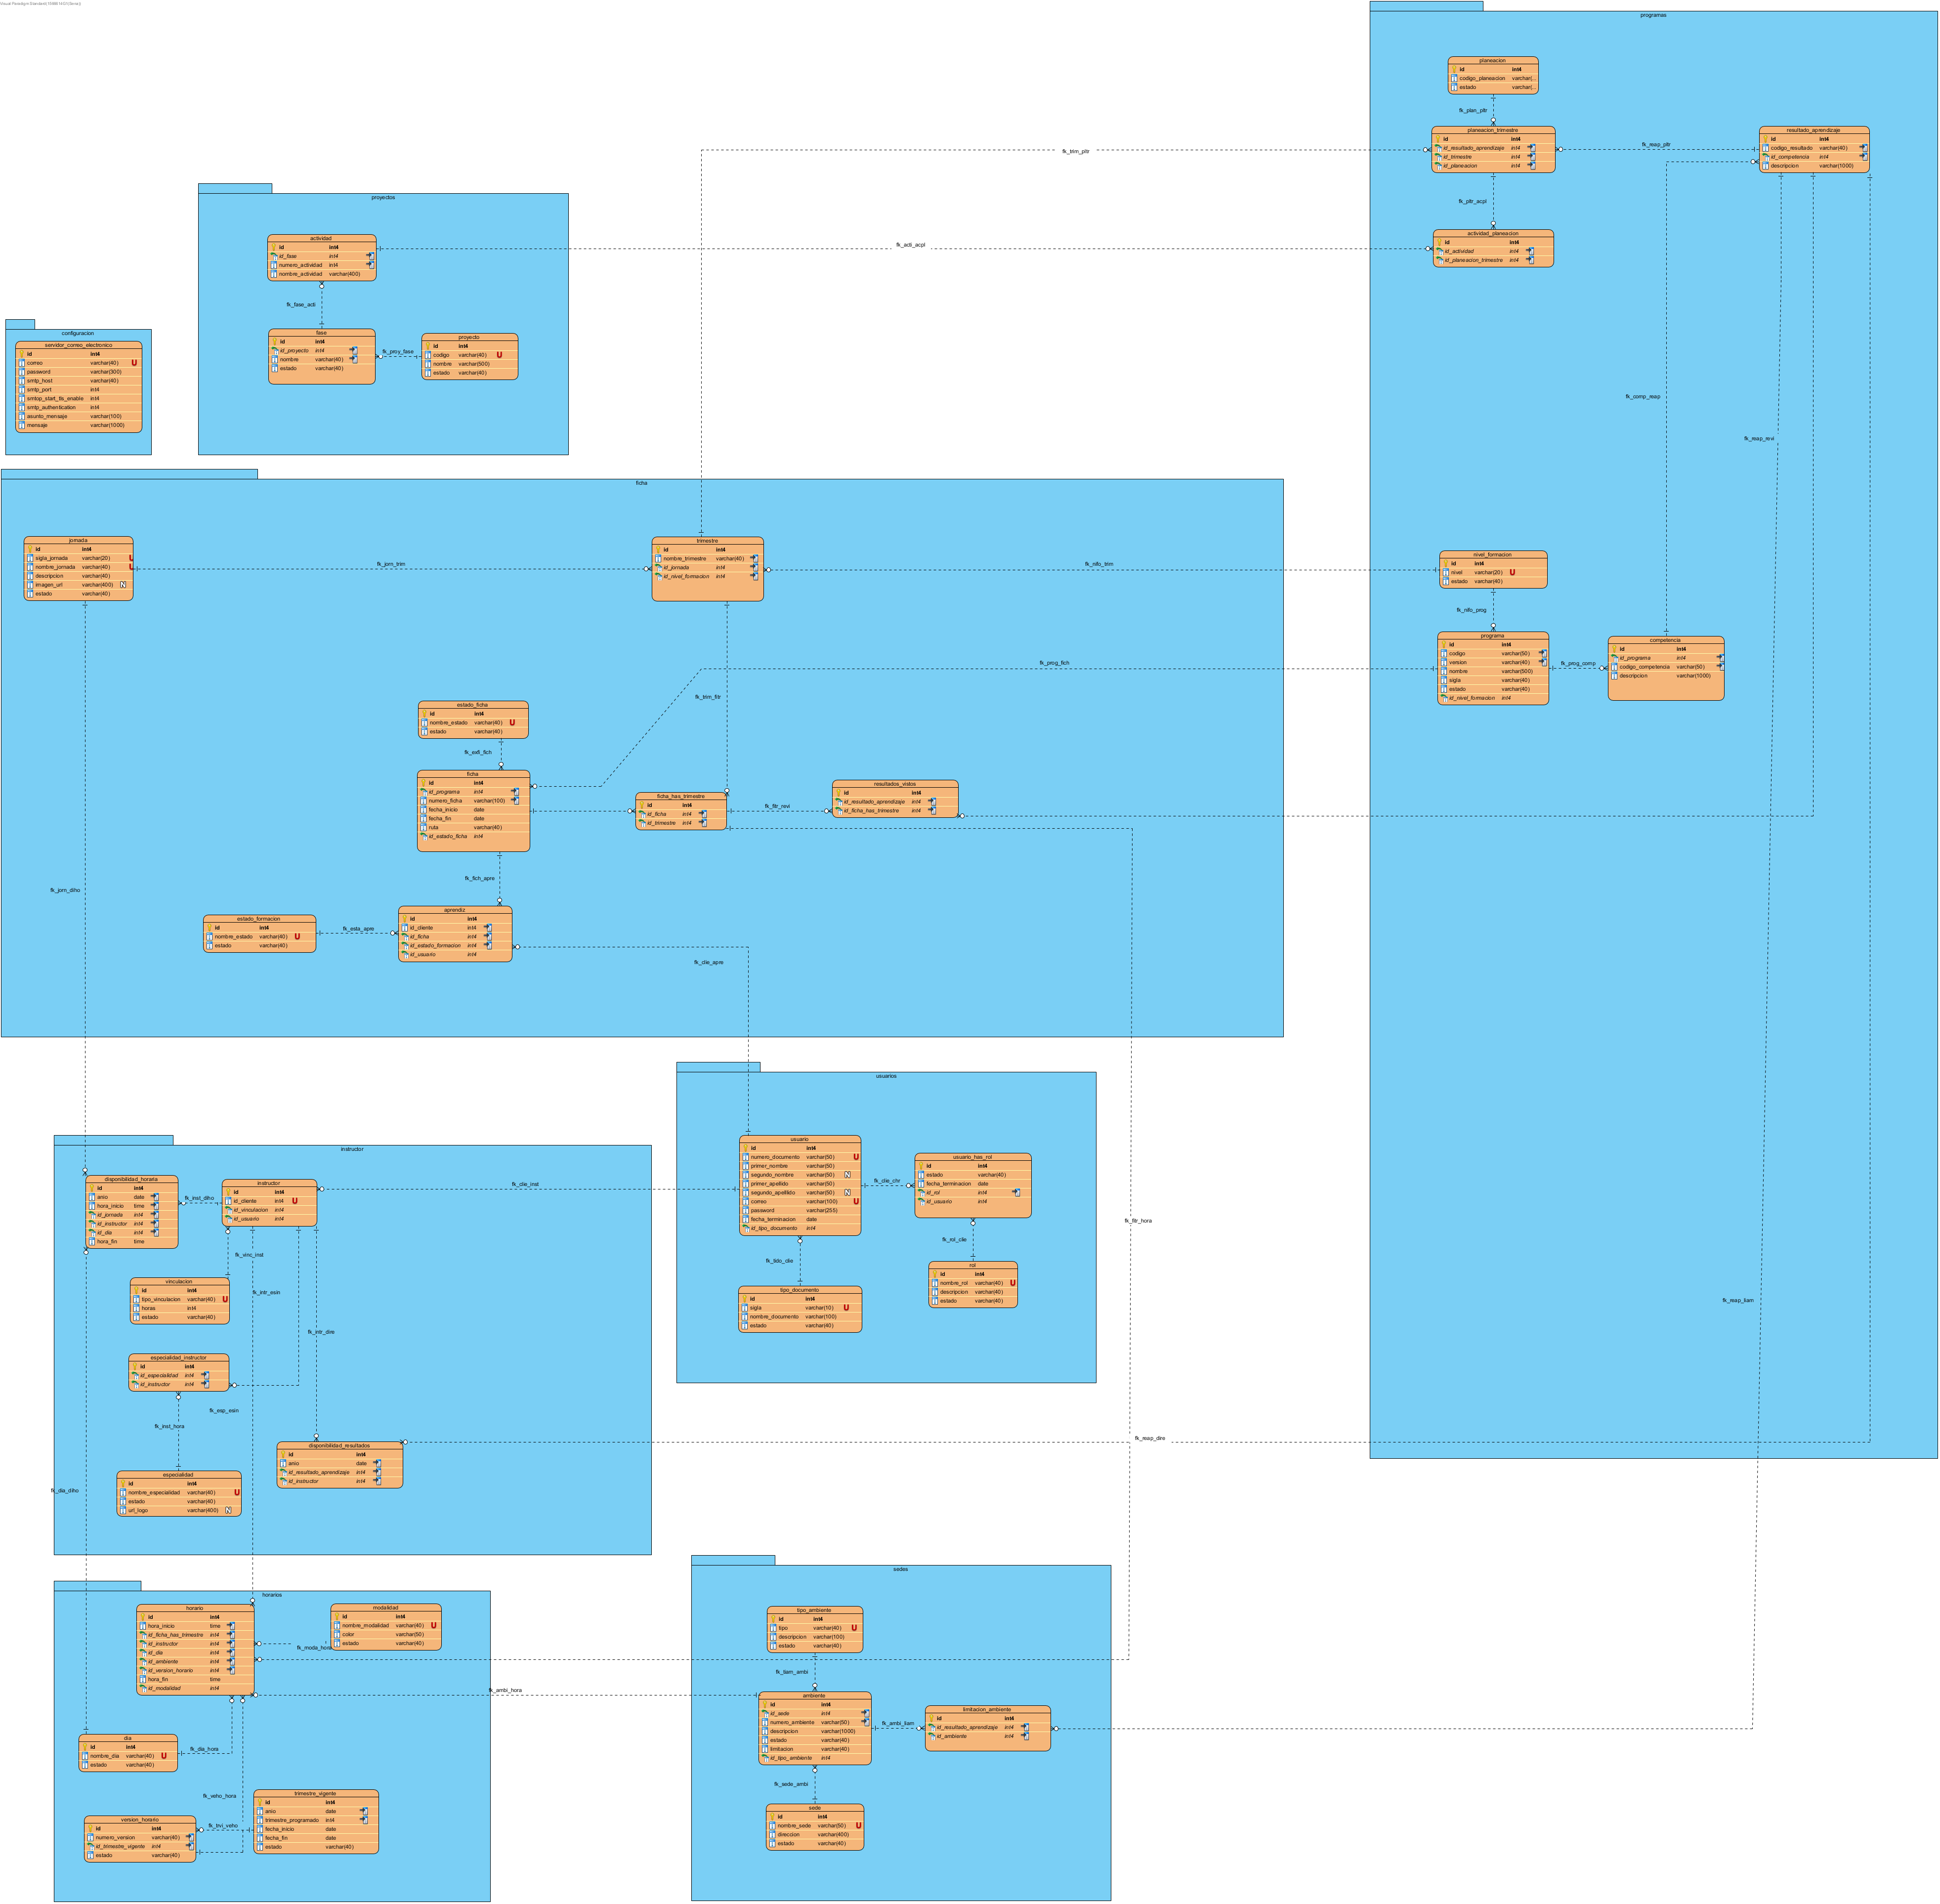 Visual Paradigm Standard
programas
planeacion
id int4
codigo_planeacion varchar(...
estado varchar(...
fk_plan_pltr
planeacion_trimestre
id int4
id_resultado_aprendizaje int4
id_trimestre int4
id_planeacion int4
fk_reap_pltr
resultado_aprendizaje
id int4
codigo_resultado varchar(40)
id_competencia int4
descripcion varchar(1000)
fk_trim_pltr
fk_pltr_acpl
actividad_planeacion
id int4
id_actividad int4
id_planeacion_trimestre int4
fk_acti_acpl
proyectos
actividad
id int4
id_fase int4
numero_actividad int4
nombre_actividad varchar(400)
fk_fase_acti
fase
id int4
id_proyecto int4
nombre varchar(40)
estado varchar(40)
fk_proy_fase
proyecto
id int4
codigo varchar(40) U
nombre varchar(500)
estado varchar(40)
configuracion
servidor_correo_electronico
id int4
correo varchar(40) U
password varchar(300)
smtp_host varchar(40)
smtp_port int4
smtop_start_tls_enable int4
smtp_authentication int4
asunto_mensaje varchar(100)
mensaje varchar(1000)
fk_comp_reap
fk_reap_revi
ficha
jornada
id int4
sigla_jornada varchar(20) U
nombre_jornada varchar(40) U
descripcion varchar(40)
imagen_url varchar(400) N
estado varchar(40)
fk_jorn_trim
trimestre
id int4
nombre_trimestre varchar(40)
id_jornada int4
id_nivel_formacion int4
fk_nifo_trim
nivel_formacion
id int4
nivel varchar(20) U
estado varchar(40)
fk_nifo_prog
programa
id int4
codigo varchar(50)
version varchar(40)
nombre varchar(500)
sigla varchar(40)
estado varchar(40)
id_nivel_formacion int4
fk_prog_comp
competencia
id int4
id_programa int4
codigo_competencia varchar(50)
descripcion varchar(1000)
fk_prog_fich
fk_trim_fitr
estado_ficha
id int4
nombre_estado varchar(40) U
estado varchar(40)
fk_esfi_fich
ficha
id int4
id_programa int4
numero_ficha varchar(100)
fecha_inicio date
fecha_fin date
ruta varchar(40)
id_estado_ficha int4
ficha_has_trimestre
id int4
id_ficha int4
id_trimestre int4
fk_fitr_revi
resultados_vistos
id int4
id_resultado_aprendizaje int4
id_ficha_has_trimestre int4
fk_fich_apre
fk_jorn_diho
estado_formacion
id int4
nombre_estado varchar(40) U
estado varchar(40)
fk_esta_apre
aprendiz
id int4
id_cliente int4
id_ficha int4
id_estado_formacion int4
id_usuario int4
fk_clie_apre
usuarios
usuario
id int4
numero_documento varchar(50) U
primer_nombre varchar(50)
segundo_nombre varchar(50) N
primer_apellido varchar(50)
segundo_apellido varchar(50) N
correo varchar(100) U
password varchar(255)
fecha_terminacion date
id_tipo_documento int4
fk_clie_chr
usuario_has_rol
id int4
estado varchar(40)
fecha_terminacion date
id_rol int4
id_usuario int4
fk_rol_clie
rol
id int4
nombre_rol varchar(40) U
descripcion varchar(40)
estado varchar(40)
fk_tido_clie
tipo_documento
id int4
sigla varchar(10) U
nombre_documento varchar(100)
estado varchar(40)
fk_fitr_hora
fk_reap_liam
instructor
disponibilidad_horaria
id int4
anio date
hora_inicio time
id_jornada int4
id_instructor int4
id_dia int4
hora_fin time
fk_inst_diho
instructor
id int4
id_cliente int4 U
id_vinculacion int4
id_usuario int4
fk_clie_inst
fk_vinc_inst
vinculacion
id int4
tipo_vinculacion varchar(40) U
horas int4
estado varchar(40)
fk_intr_esin
fk_intr_dire
especialidad_instructor
id int4
id_especialidad int4
id_instructor int4
fk_esp_esin
fk_inst_hora
disponibilidad_resultados
id int4
anio date
id_resultado_aprendizaje int4
id_instructor int4
fk_reap_dire
especialidad
id int4
nombre_especialidad varchar(40) U
estado varchar(40)
url_logo varchar(400) N
fk_dia_diho
horarios
horario
id int4
hora_inicio time
id_ficha_has_trimestre int4
id_instructor int4
id_dia int4
id_ambiente int4
id_version_horario int4
hora_fin time
id_modalidad int4
fk_moda_hora
modalidad
id int4
nombre_modalidad varchar(40) U
color varchar(50)
estado varchar(40)
fk_ambi_hora
dia
id int4
nombre_dia varchar(40) U
estado varchar(40)
fk_dia_hora
fk_veho_hora
version_horario
id int4
numero_version varchar(40)
id_trimestre_vigente int4
estado varchar(40)
fk_trvi_veho
trimestre_vigente
id int4
anio date
trimestre_programado int4
fecha_inicio date
fecha_fin date
estado varchar(40)
sedes
tipo_ambiente
id int4
tipo varchar(40) U
descripcion varchar(100)
estado varchar(40)
fk_tiam_ambi
ambiente
id int4
id_sede int4
numero_ambiente varchar(50)
descripcion varchar(1000)
estado varchar(40)
limitacion varchar(40)
id_tipo_ambiente int4
fk_ambi_liam
limitacion_ambiente
id int4
id_resultado_aprendizaje int4
id_ambiente int4
fk_sede_ambi
sede
id int4
nombre_sede varchar(50) U
direccion varchar(400)
estado varchar(40)